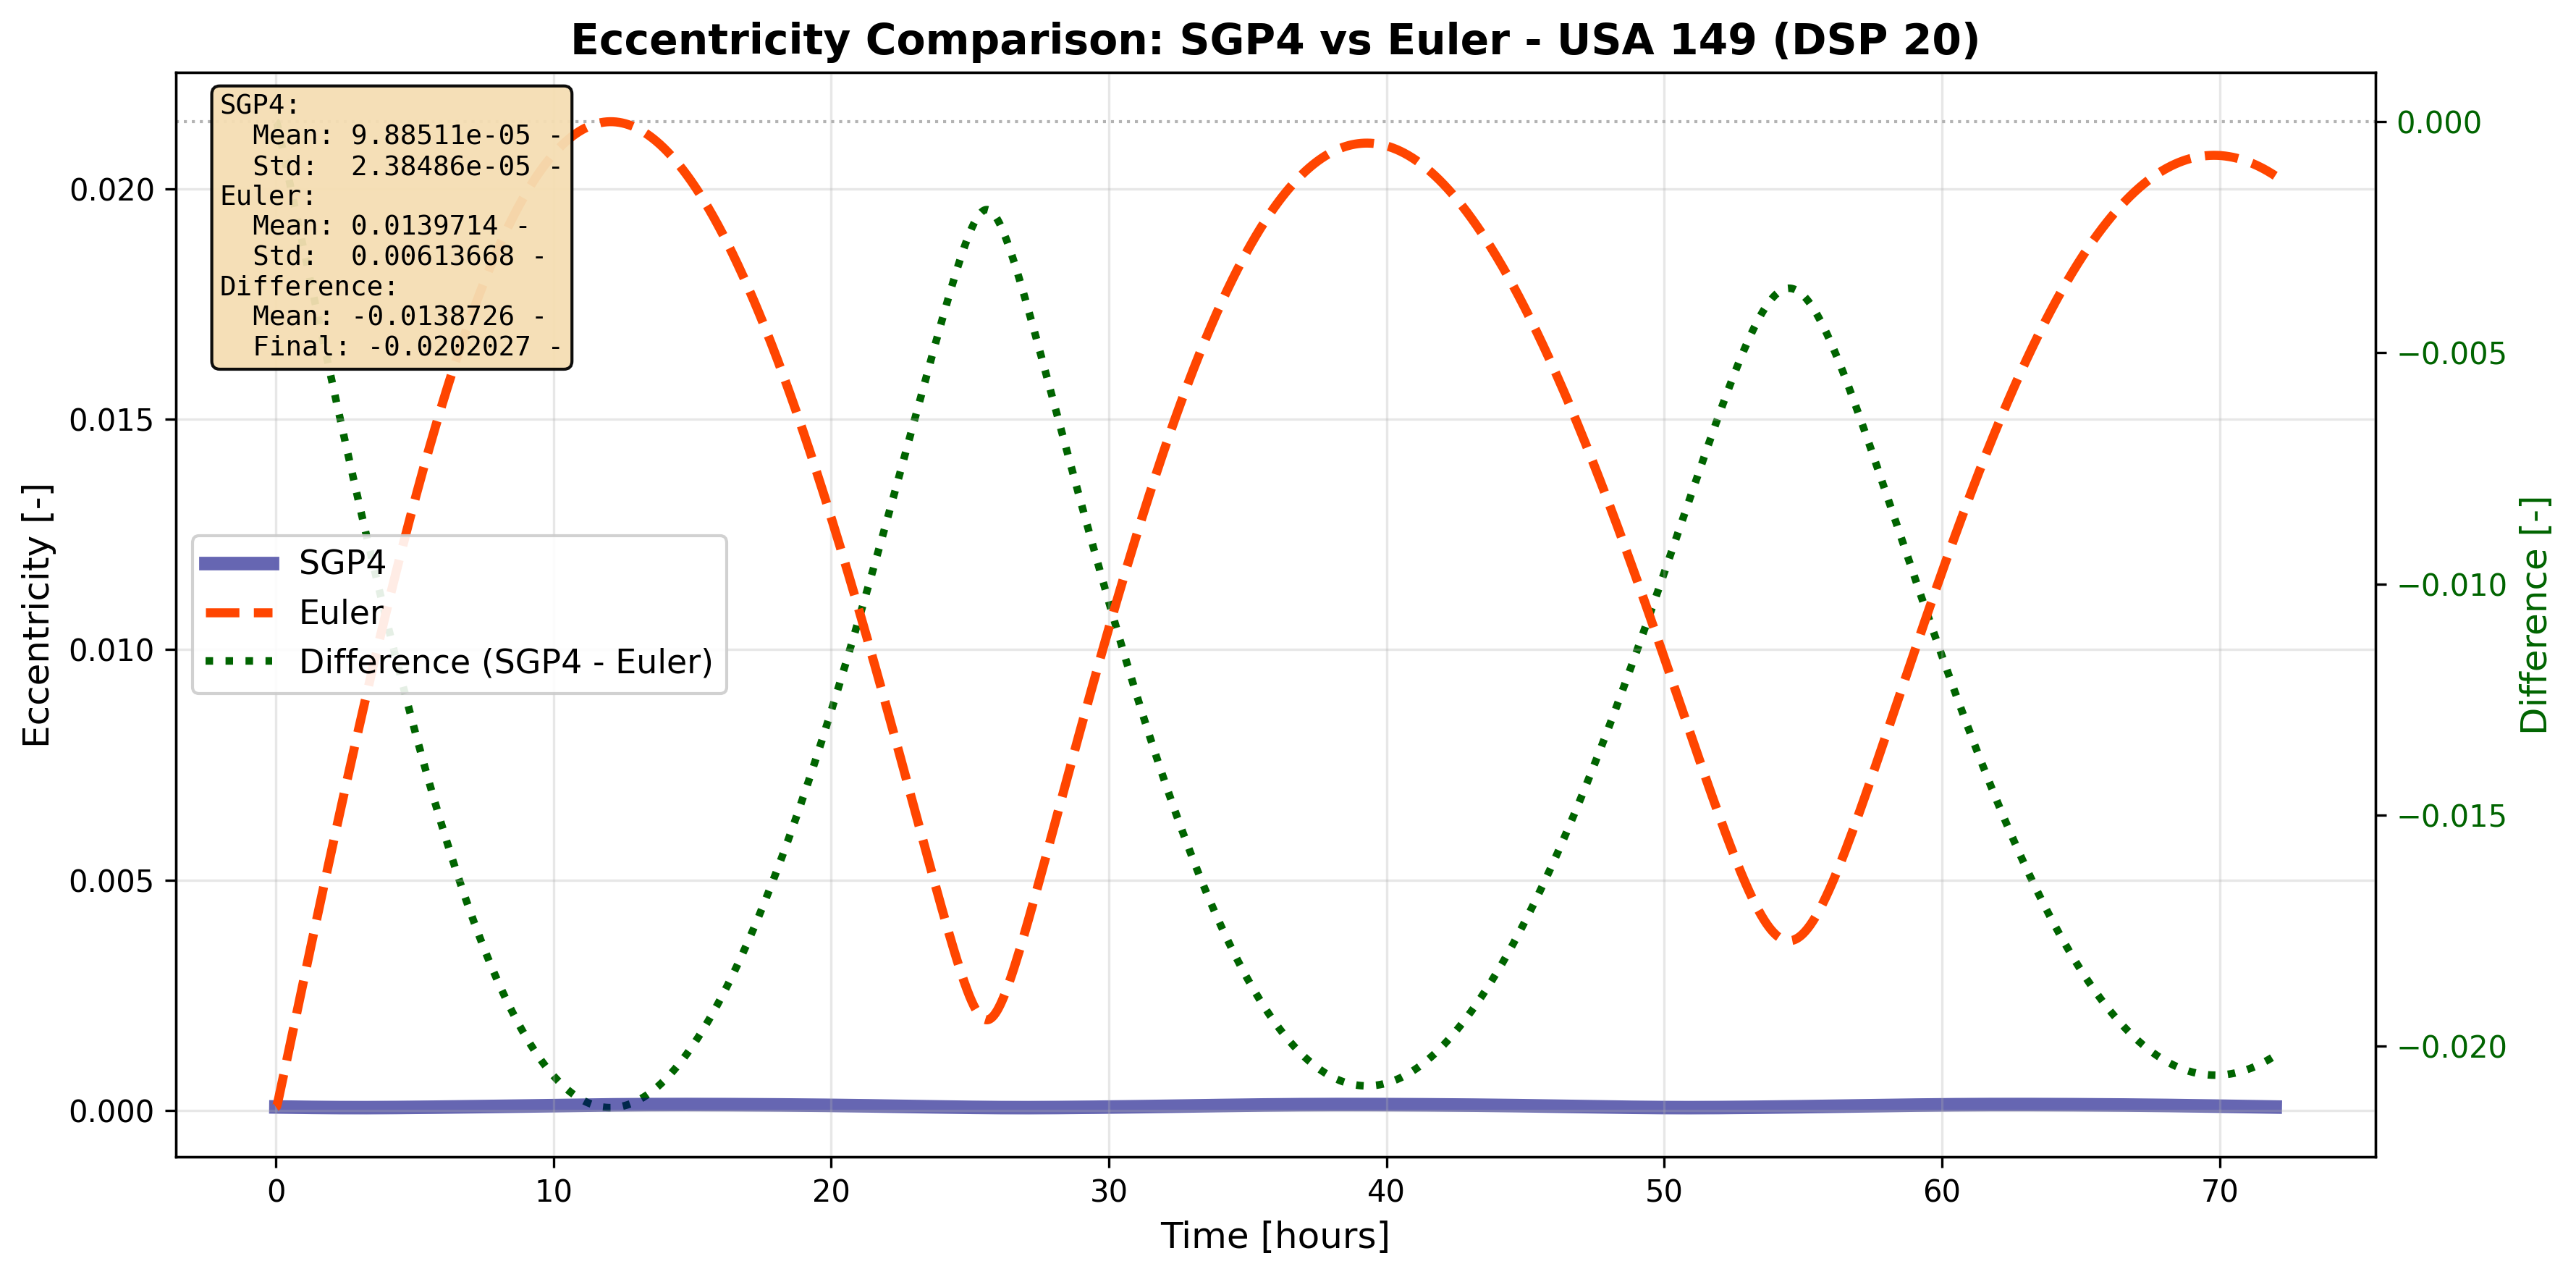 Eccentricity Comparison: SGP4 vs Euler - USA 149 (DSP 20)
SGP4:
Mean: 9.88511e-05 -
Std: 2.38486e-05 -
Euler:
Mean: 0.0139714 -
Std: 0.00613668 -
Difference:
Mean: -0.0138726 -
Final: -0.0202027 -
SGP4
Euler
Difference (SGP4 - Euler)
Eccentricity [-]
0.020
0.015
0.010
0.005
0.000
0.000
−0.005
−0.010
−0.015
−0.020
Difference [-]
0 10 20 30 40 50 60 70
Time [hours]